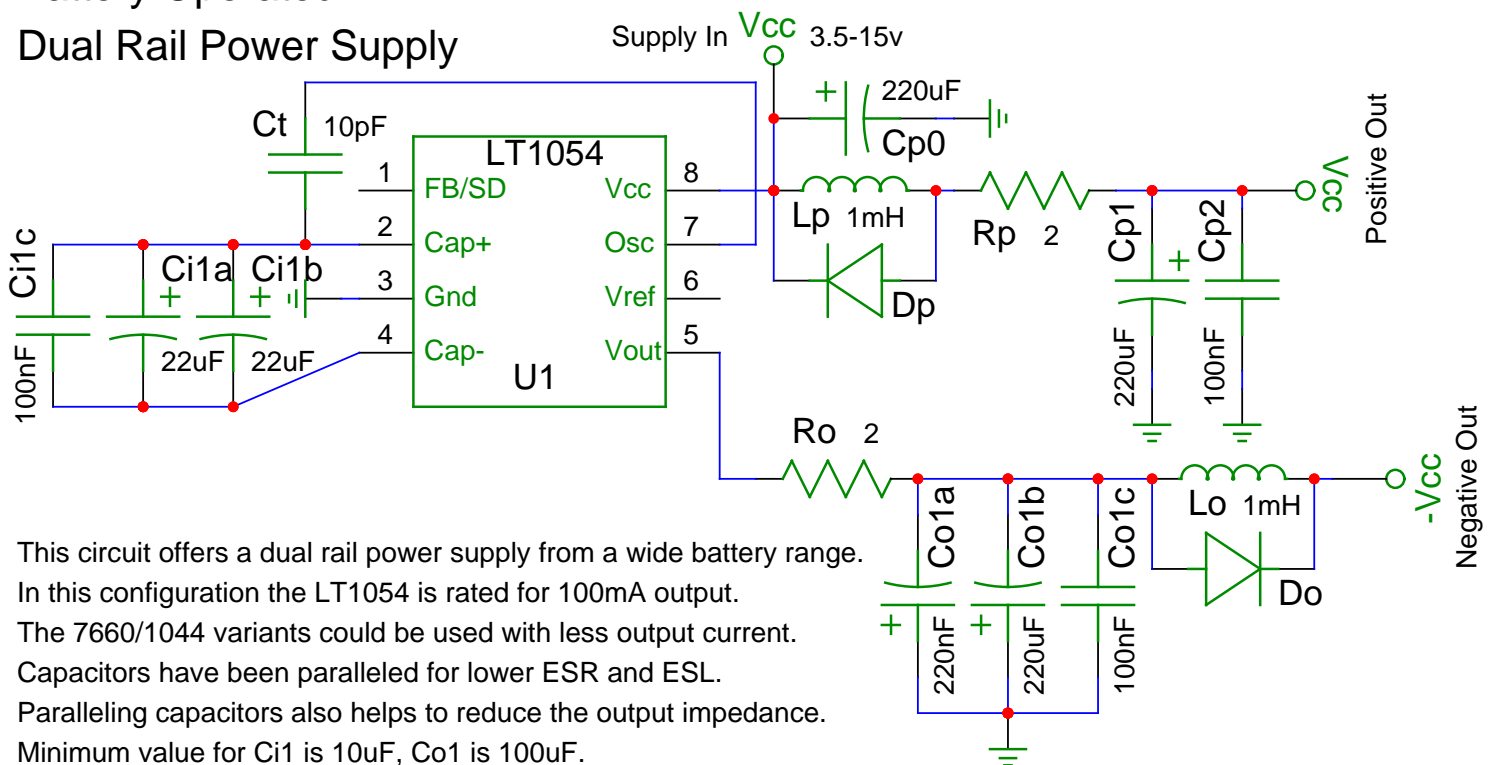 Battery Operated
Dual Rail Power Supply
Supply In Vcc 3.5-15v
220uF
Cp0
Ct 10pF
LT1054
1 FB/SD Vcc 8
2 Cap+ Osc 7
3 Gnd Vref 6
4 Cap- Vout 5
U1
Ci1c
100nF
Ci1a
22uF
Ci1b
22uF
Lp 1mH
Dp
Rp 2
Cp1
220uF
Cp2
100nF
Vcc
Positive Out
Ro 2
Co1a
220nF
Co1b
220uF
Co1c
100nF
Lo 1mH
Do
-Vcc
Negative Out
This circuit offers a dual rail power supply from a wide battery range.
In this configuration the LT1054 is rated for 100mA output.
The 7660/1044 variants could be used with less output current.
Capacitors have been paralleled for lower ESR and ESL.
Paralleling capacitors also helps to reduce the output impedance.
Minimum value for Ci1 is 10uF, Co1 is 100uF.